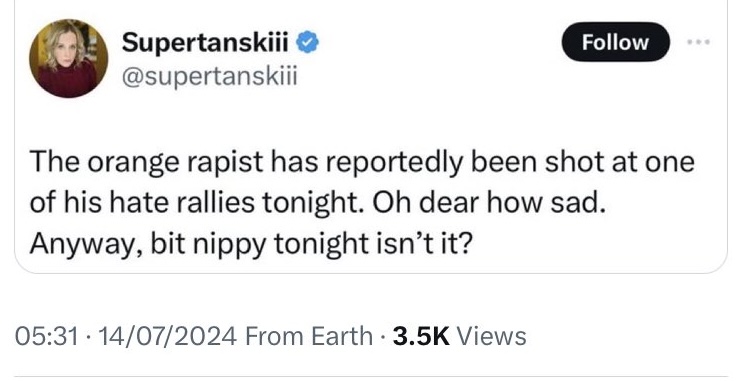 Supertanskiii
Follow
@supertanskiii
The orange rapist has reportedly been shot at one
of his hate rallies tonight. Oh dear how sad.
Anyway, bit nippy tonight isn’t it?
05:31 · 14/07/2024 From Earth · 3.5K Views